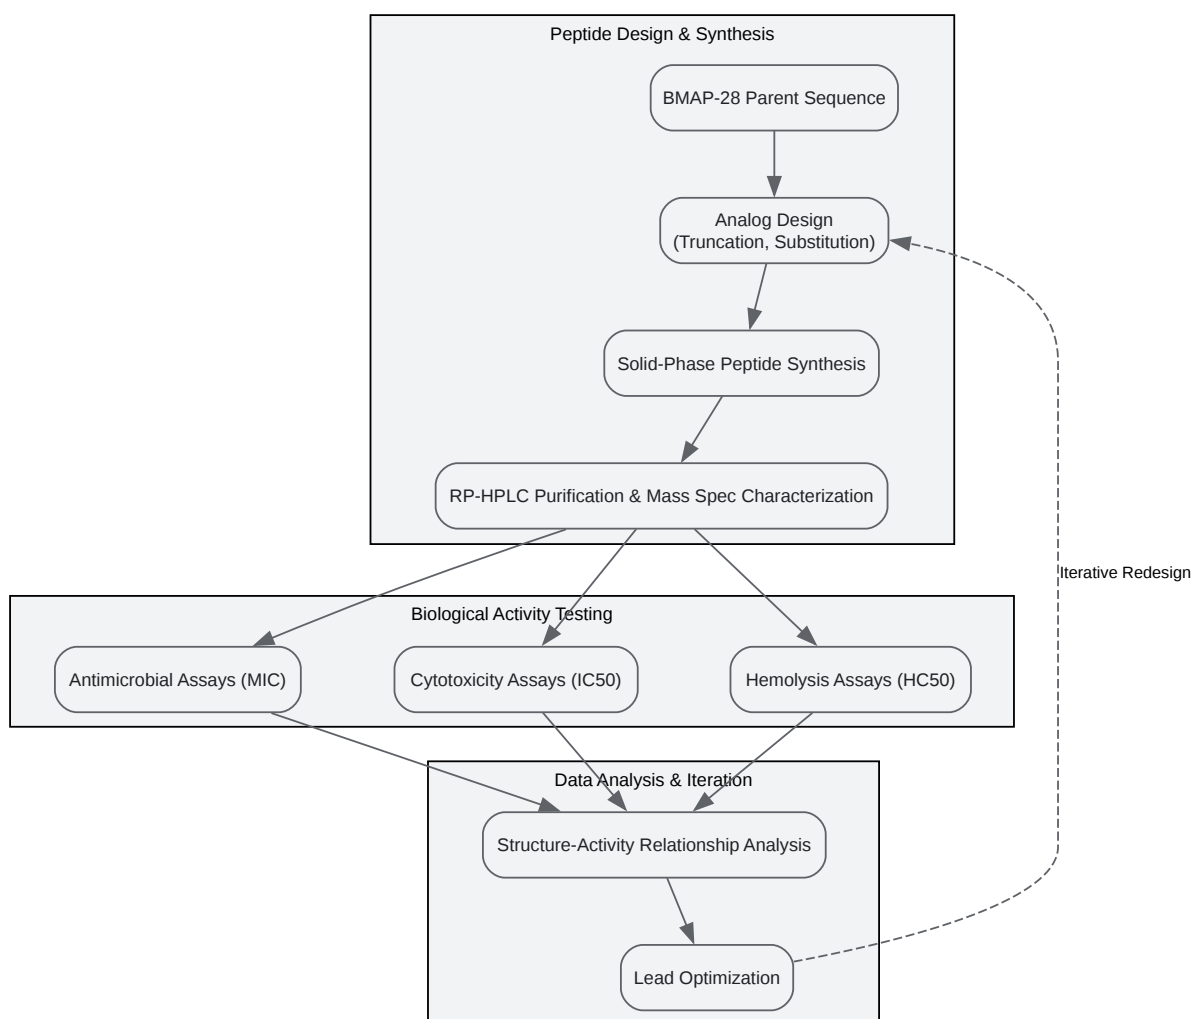 Peptide Design & Synthesis
BMAP-28 Parent Sequence
Analog Design
(Truncation, Substitution)
Solid-Phase Peptide Synthesis
RP-HPLC Purification & Mass Spec Characterization
Iterative Redesign
Biological Activity Testing
Antimicrobial Assays (MIC)
Cytotoxicity Assays (IC50)
Hemolysis Assays (HC50)
Data Analysis & Iteration
Structure-Activity Relationship Analysis
Lead Optimization